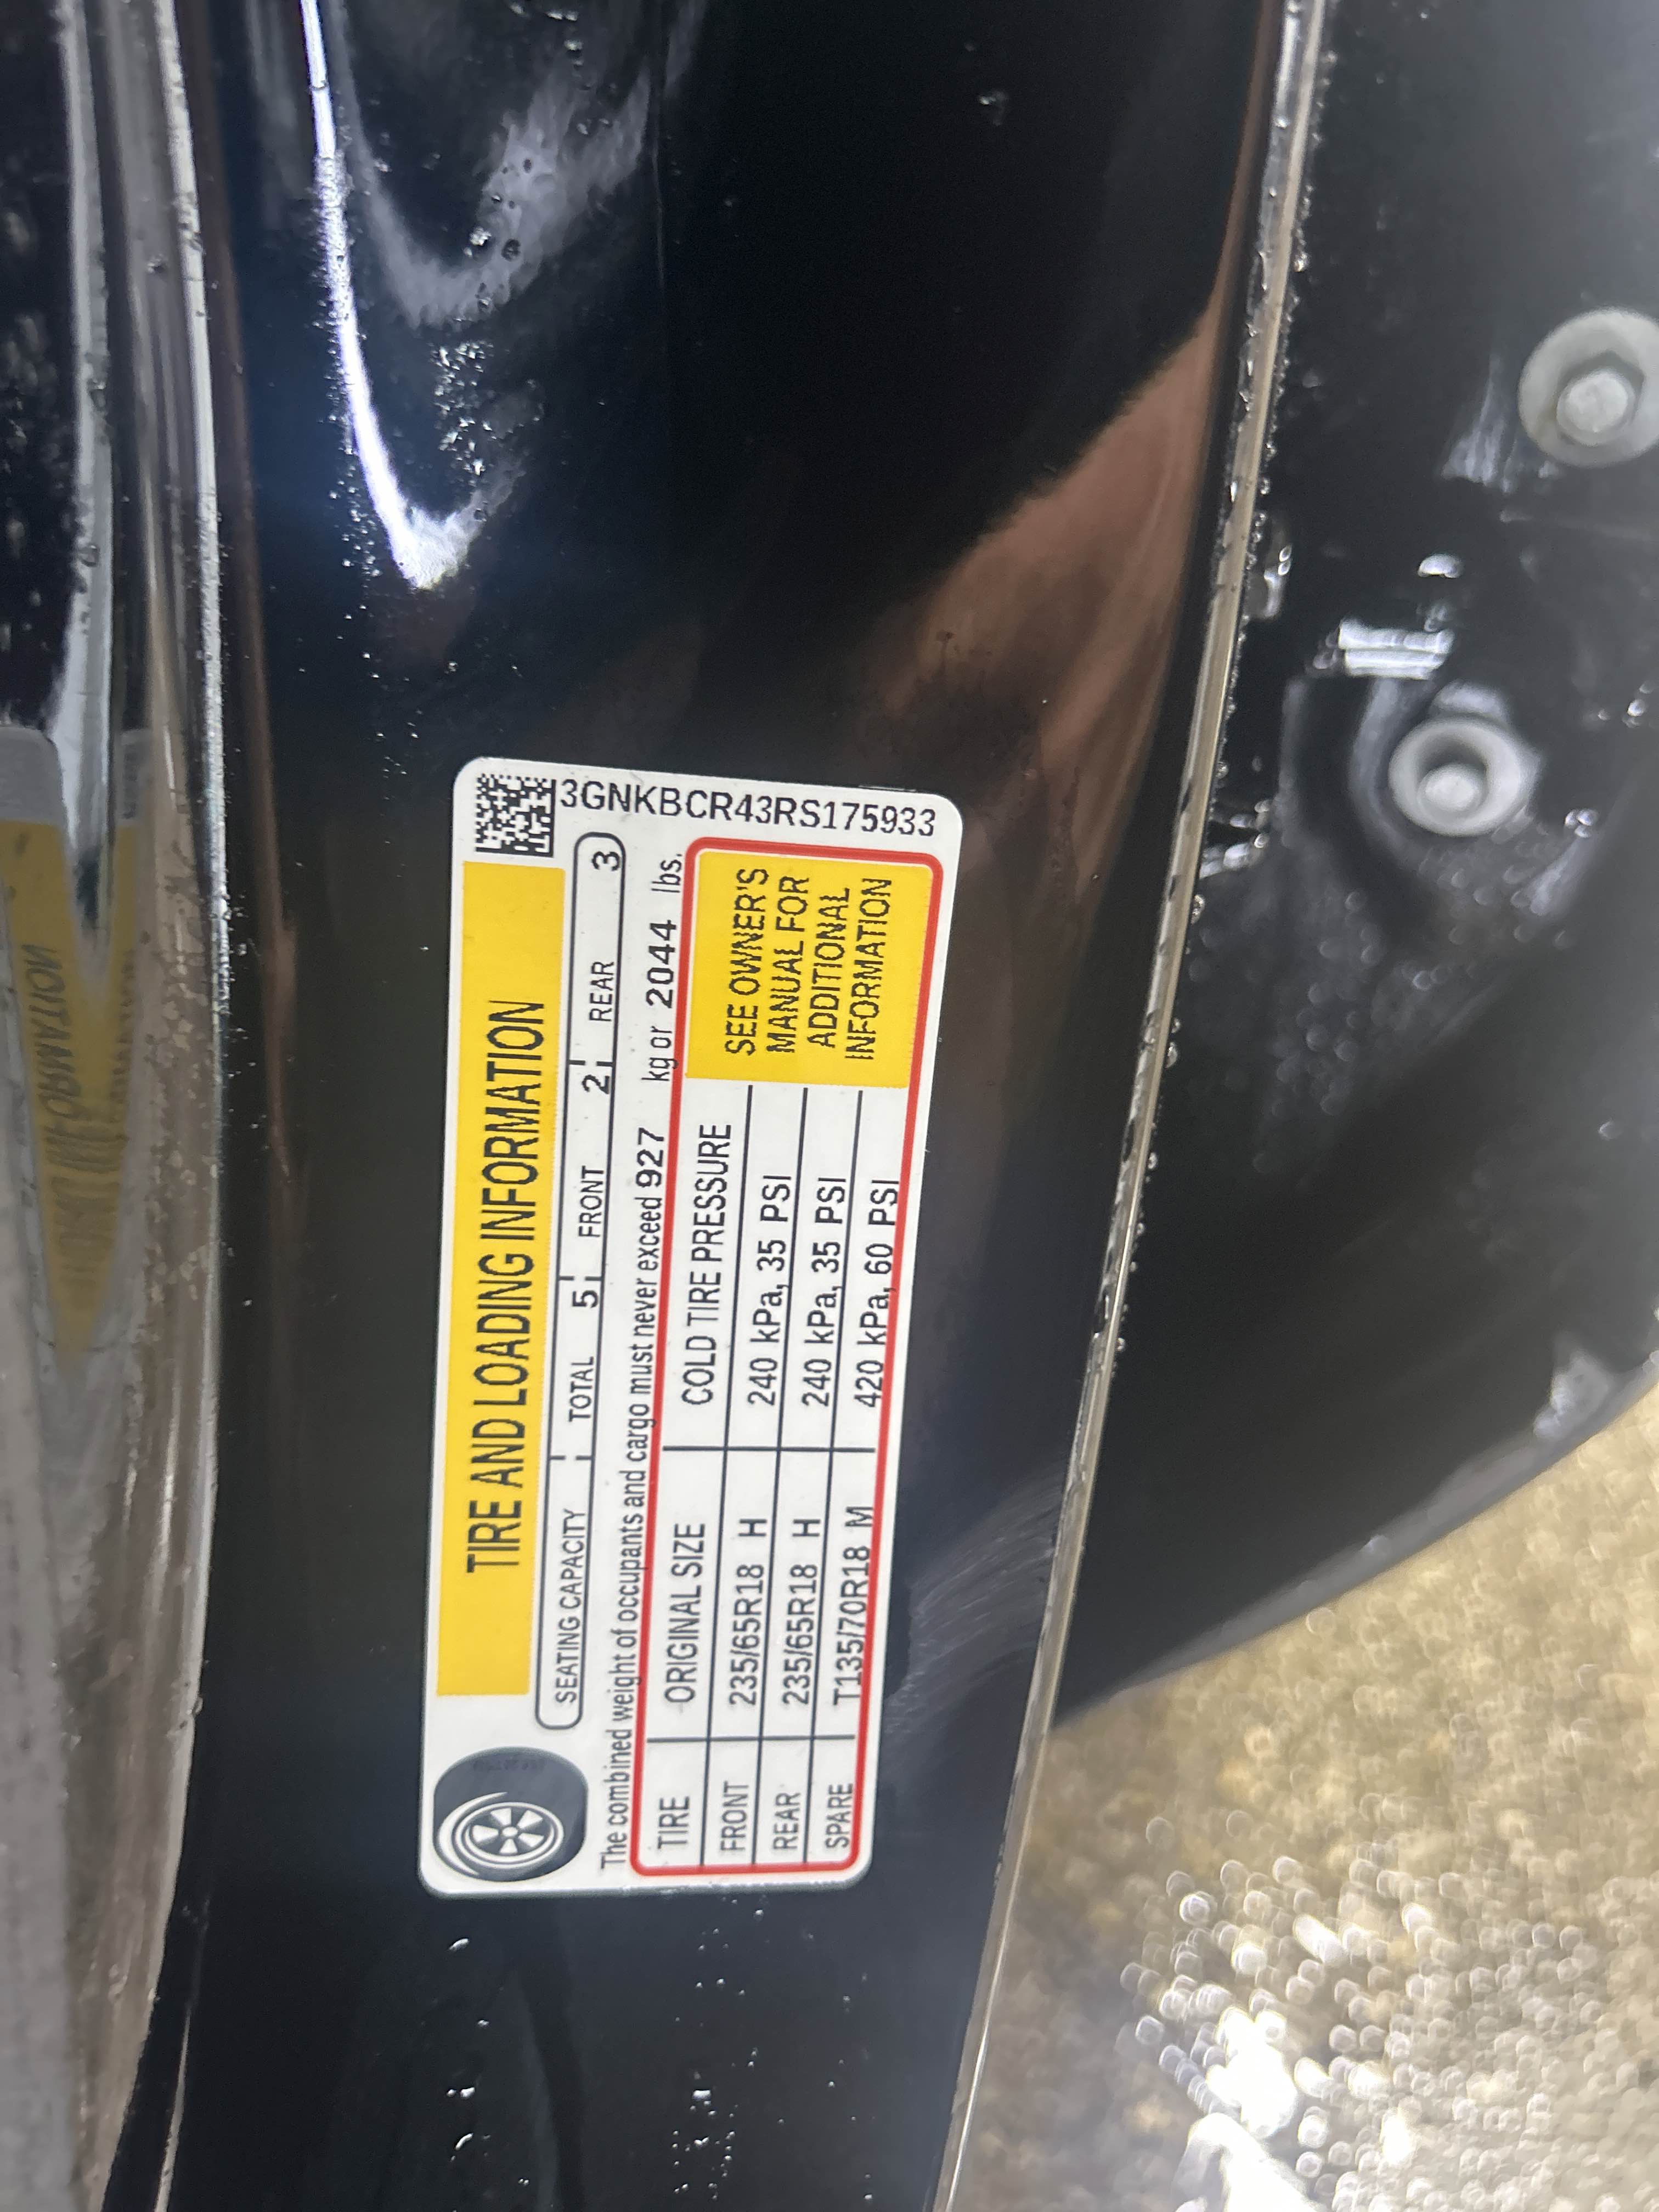 TIRE AND LOADING INFORMATION
SEATING CAPACITY TOTAL 5 FRONT 2 REAR 3
The combined weight of occupants and cargo must never exceed 927 kg or 2044 lbs.
TIRE ORIGINAL SIZE COLD TIRE PRESSURE
FRONT 235/65R18 H 240 kPa, 35 PSI
REAR 235/65R18 H 240 kPa, 35 PSI
SPARE T135/70R18 M 420 kPa, 60 PSI
SEE OWNER'S
MANUAL FOR
ADDITIONAL
INFORMATION
3GNKBCR43RS175933